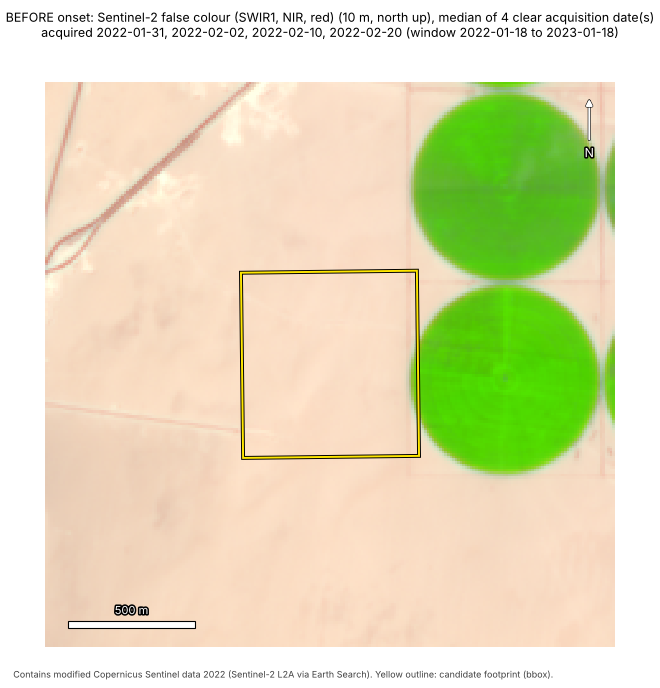 BEFORE onset: Sentinel-2 false colour (SWIR1, NIR, red) (10 m, north up), median of 4 clear acquisition date(s)
acquired 2022-01-31, 2022-02-02, 2022-02-10, 2022-02-20 (window 2022-01-18 to 2023-01-18)
N
500 m
Contains modified Copernicus Sentinel data 2022 (Sentinel-2 L2A via Earth Search). Yellow outline: candidate footprint (bbox).